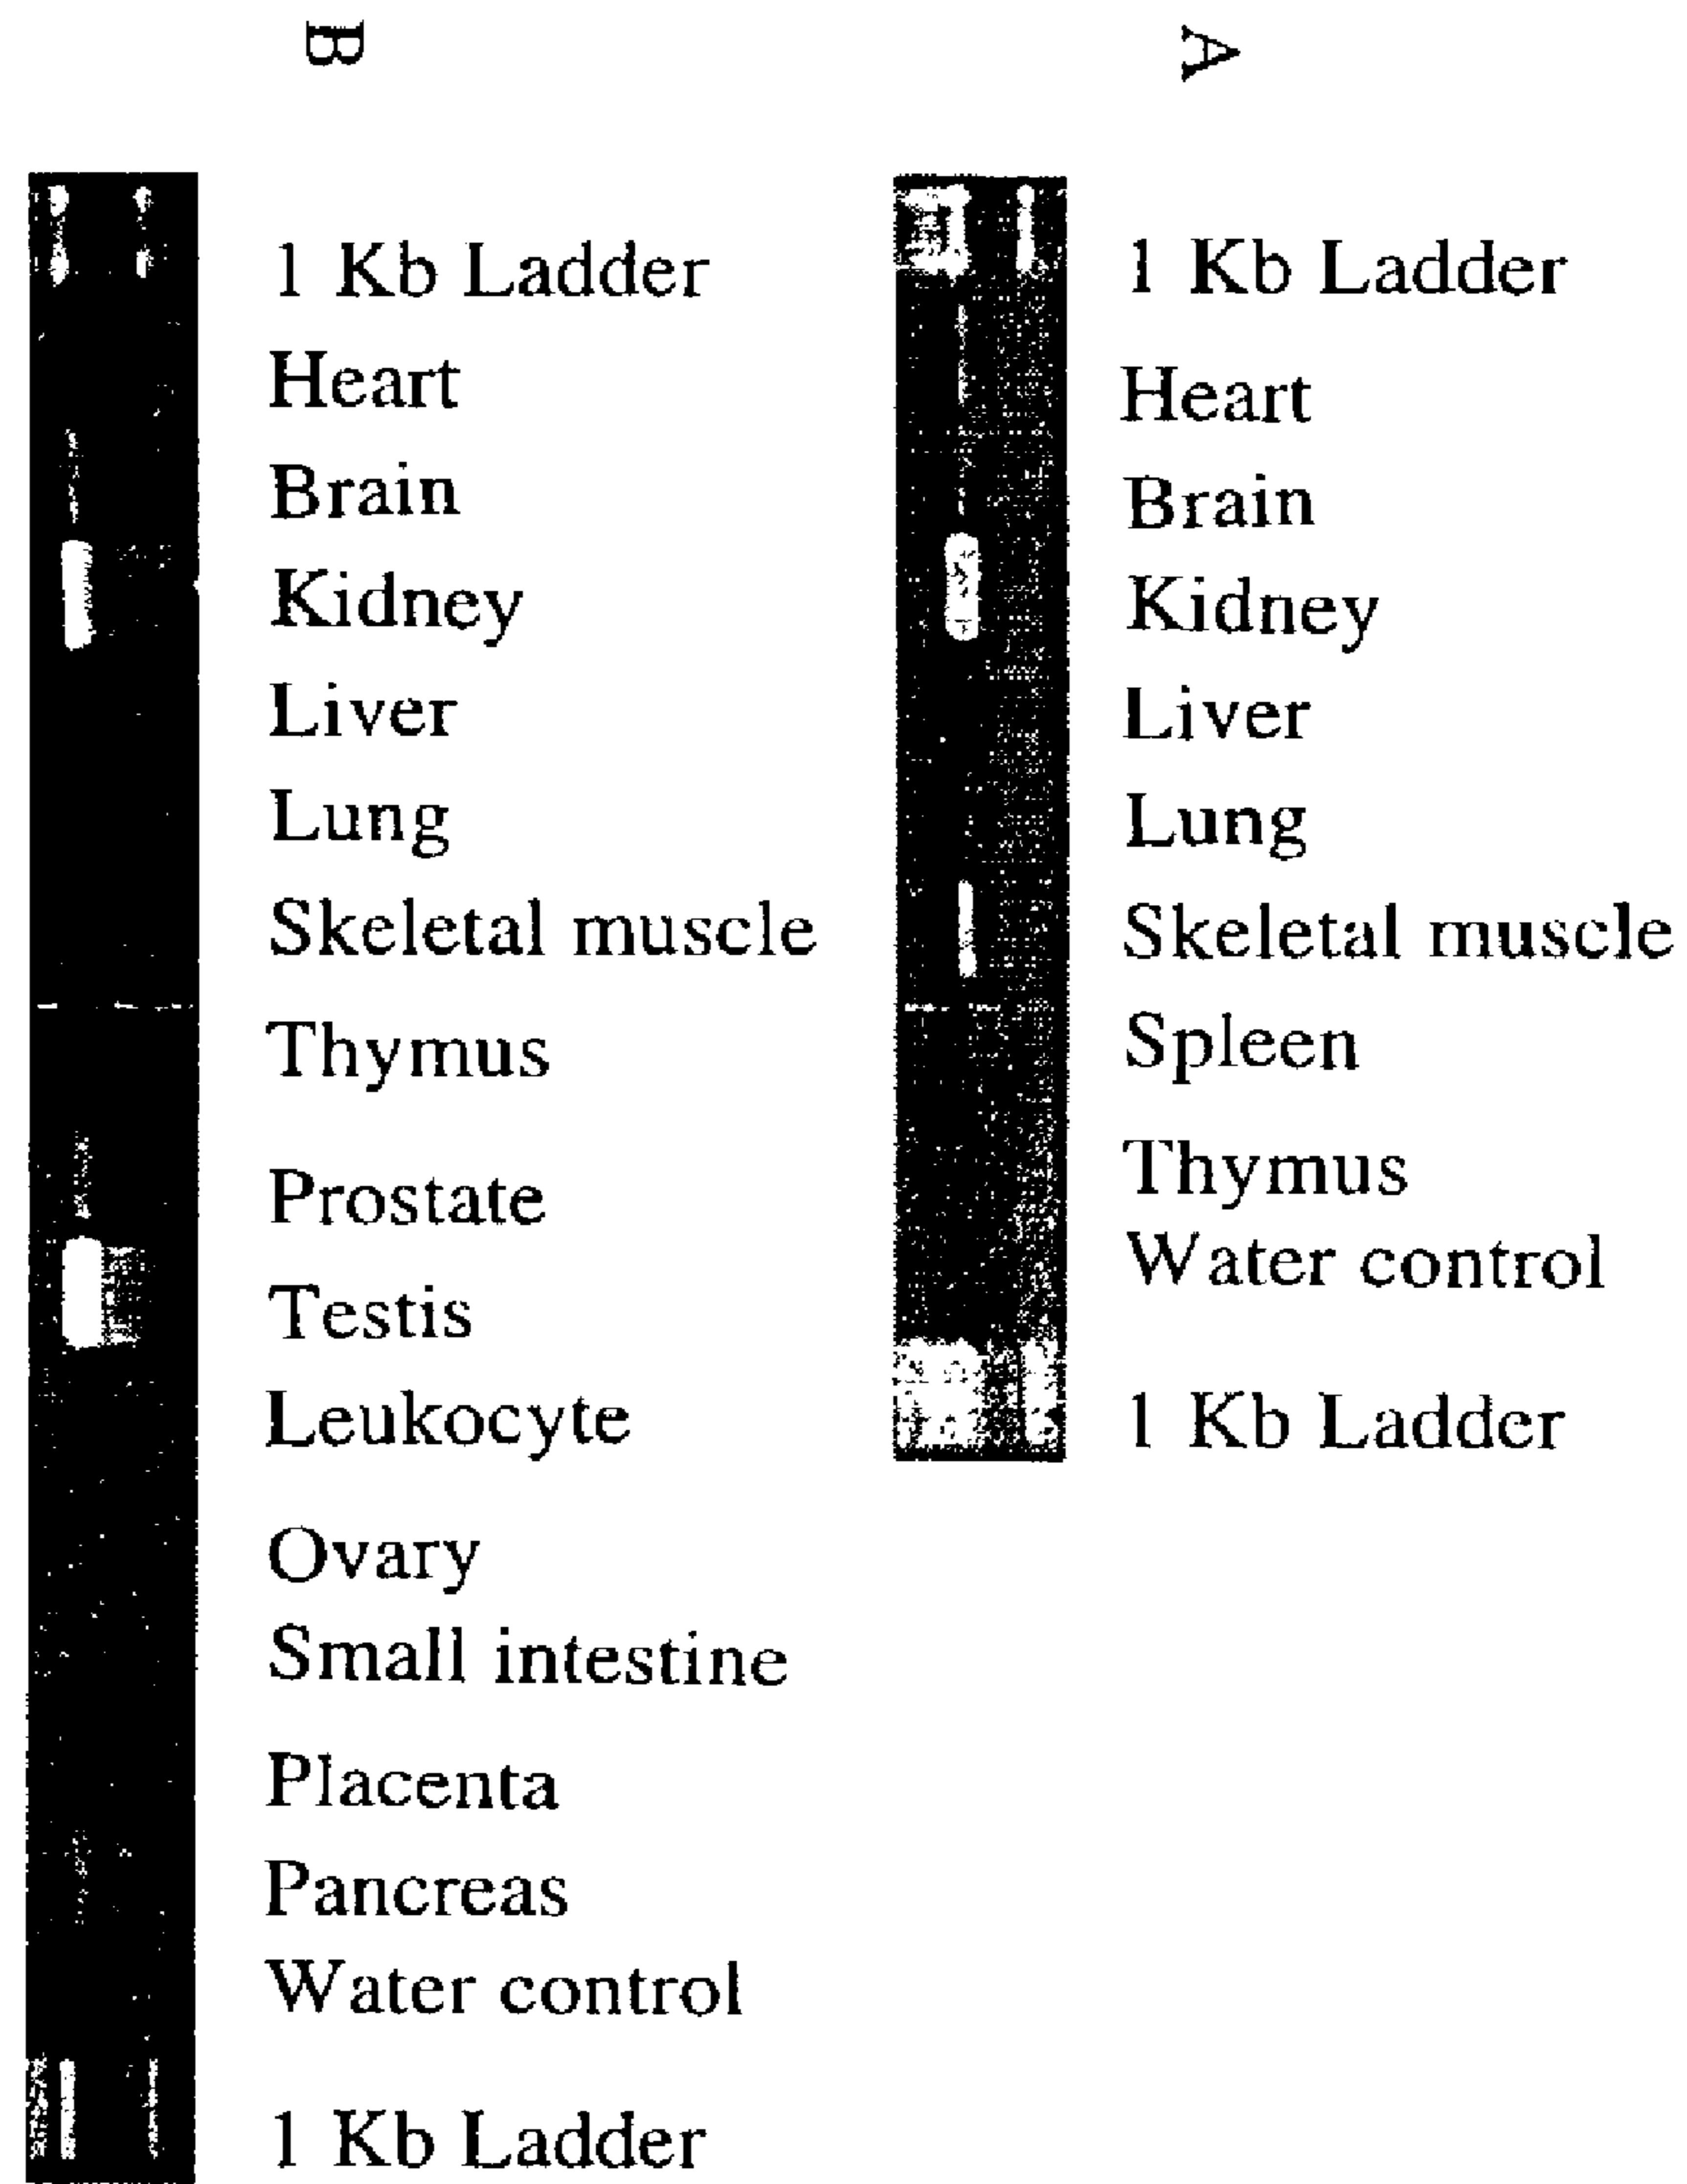 A
1 Kb Ladder
Heart
Brain
Kidney
Liver
Lung
Skeletal muscle
Spleen
Thymus
Water control
1 Kb Ladder
B
1 Kb Ladder
Heart
Brain
Kidney
Liver
Lung
Skeletal muscle
Thymus
Prostate
Testis
Leukocyte
Ovary
Small intestine
Placenta
Pancreas
Water control
1 Kb Ladder